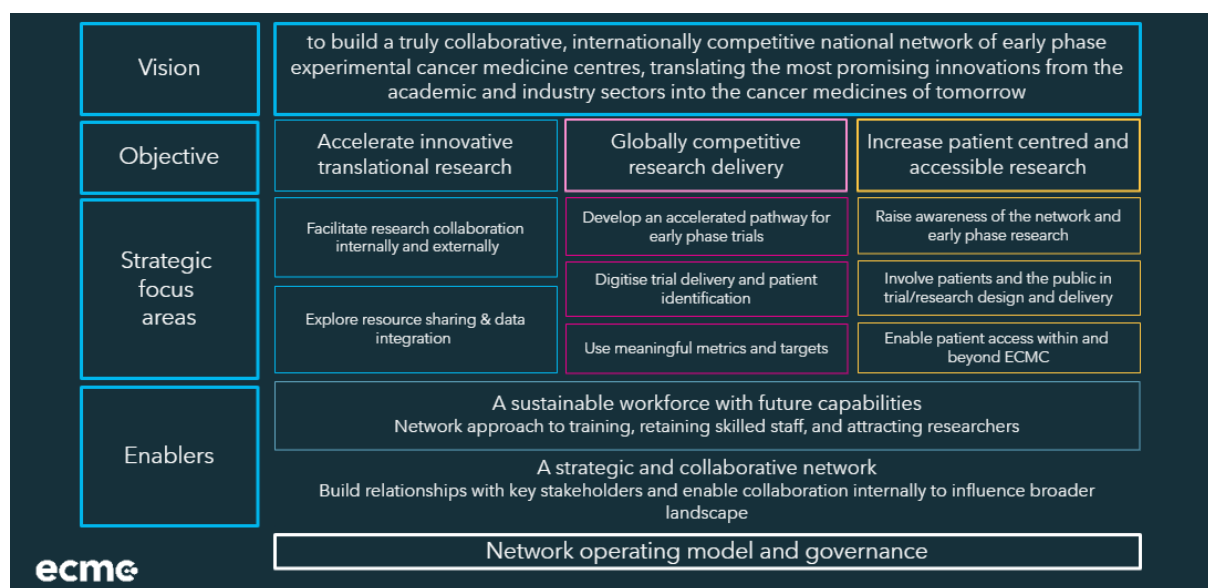 Vision
to build a truly collaborative, internationally competitive national network of early phase
experimental cancer medicine centres, translating the most promising innovations from the
academic and industry sectors into the cancer medicines of tomorrow
Objective
Accelerate innovative
translational research
Globally competitive
research delivery
Increase patient centred and
accessible research
Strategic
focus
areas
Facilitate research collaboration
internally and externally
Explore resource sharing & data
integration
Develop an accelerated pathway for
early phase trials
Digitise trial delivery and patient
identification
Use meaningful metrics and targets
Raise awareness of the network and
early phase research
Involve patients and the public in
trial/research design and delivery
Enable patient access within and
beyond ECMC
Enablers
A sustainable workforce with future capabilities
Network approach to training, retaining skilled staff, and attracting researchers
A strategic and collaborative network
Build relationships with key stakeholders and enable collaboration internally to influence broader
landscape
Network operating model and governance
ecmc